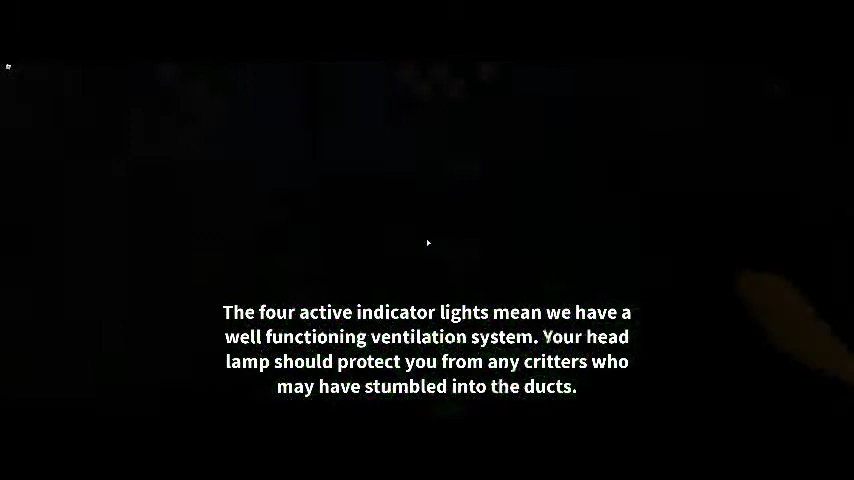 The four active indicator lights mean we have a
well functioning ventilation system. Your head
lamp should protect you from any critters who
may have stumbled into the ducts.